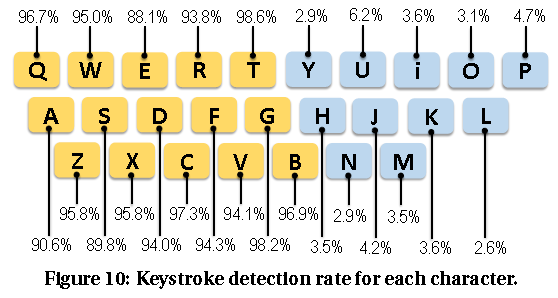 96.7% 95.0% 88.1% 93.8% 98.6% 2.9% 6.2% 3.6% 3.1% 4.7%
Q W E R T Y U i O P
A S D F G H J K L
Z X C V B N M
95.8% 95.8% 97.3% 94.1% 96.9% 2.9% 3.5%
90.6% 89.8% 94.0% 94.3% 98.2% 3.5% 4.2% 3.6% 2.6%
Figure 10: Keystroke detection rate for each character.